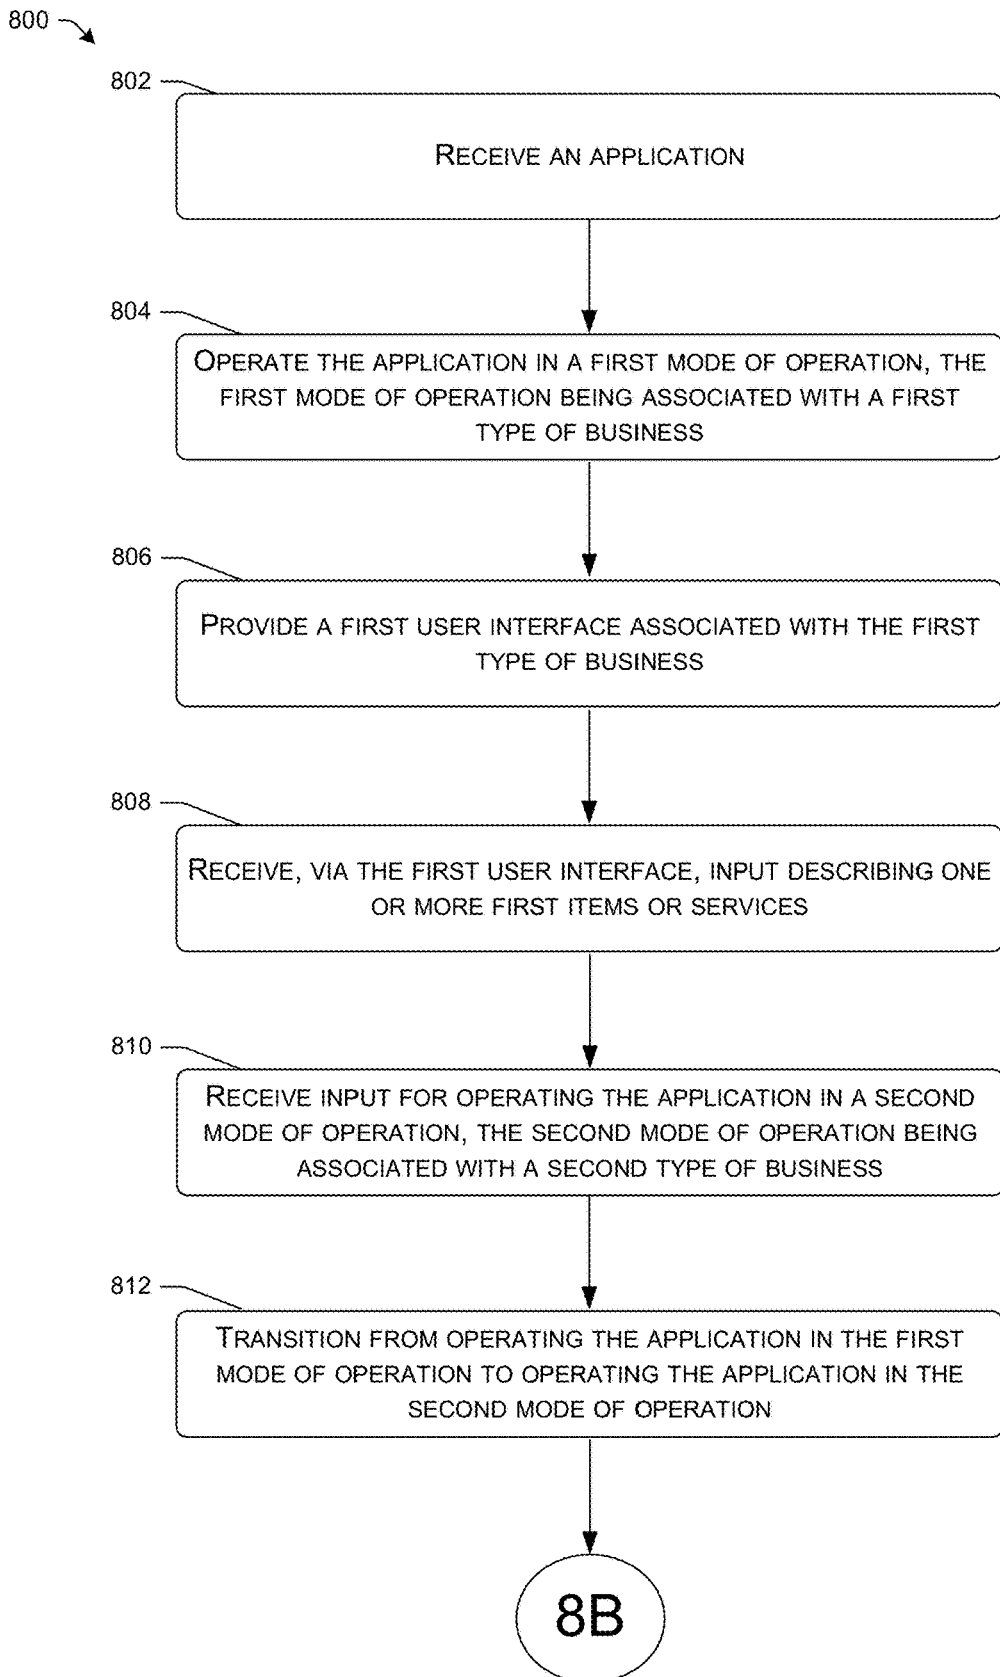 800
802
RECEIVE AN APPLICATION
804
OPERATE THE APPLICATION IN A FIRST MODE OF OPERATION, THE
FIRST MODE OF OPERATION BEING ASSOCIATED WITH A FIRST
TYPE OF BUSINESS
806
PROVIDE A FIRST USER INTERFACE ASSOCIATED WITH THE FIRST
TYPE OF BUSINESS
808
RECEIVE, VIA THE FIRST USER INTERFACE, INPUT DESCRIBING ONE
OR MORE FIRST ITEMS OR SERVICES
810
RECEIVE INPUT FOR OPERATING THE APPLICATION IN A SECOND
MODE OF OPERATION, THE SECOND MODE OF OPERATION BEING
ASSOCIATED WITH A SECOND TYPE OF BUSINESS
812
TRANSITION FROM OPERATING THE APPLICATION IN THE FIRST
MODE OF OPERATION TO OPERATING THE APPLICATION IN THE
SECOND MODE OF OPERATION
8B